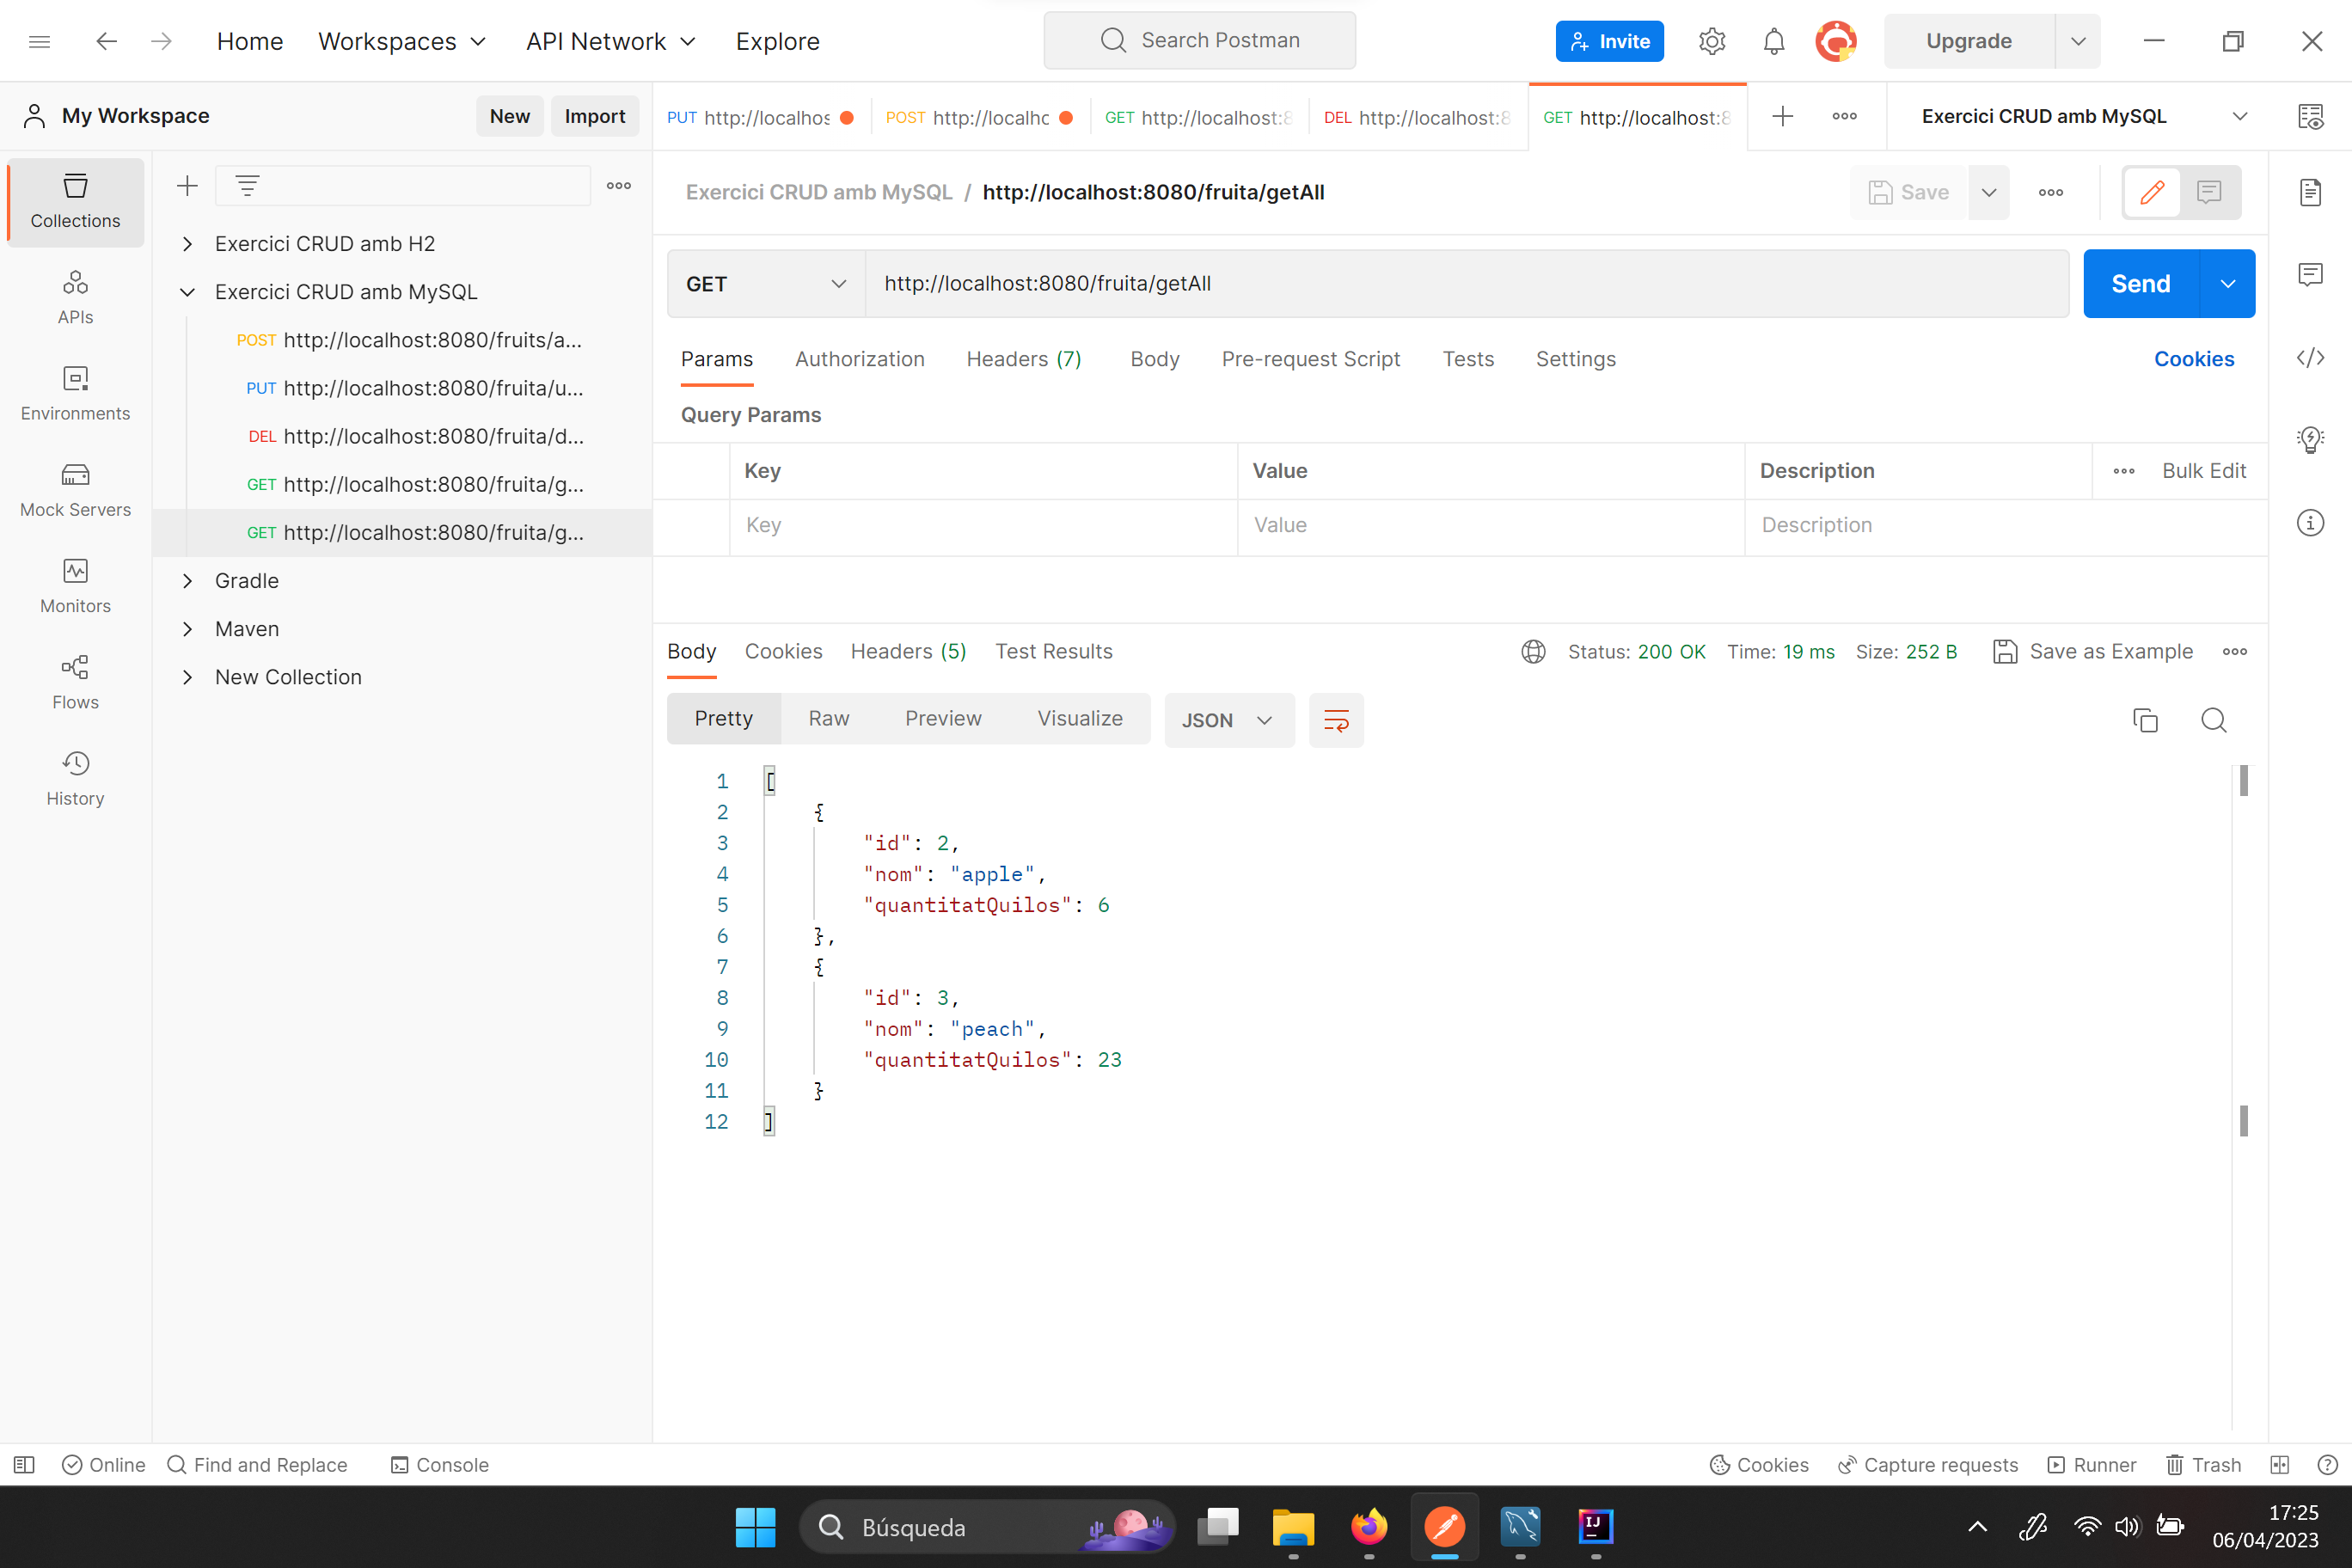 Home Workspaces API Network Explore Search Postman Invite Upgrade
My Workspace New Import
PUT http://localhos POST http://localhc GET http://localhost:8 DEL http://localhost:8 GET http://localhost:8 Exercici CRUD amb MySQL
Collections
APIs
Environments
Mock Servers
Monitors
Flows
History
Exercici CRUD amb H2
Exercici CRUD amb MySQL
POST http://localhost:8080/fruits/a...
PUT http://localhost:8080/fruita/u...
DEL http://localhost:8080/fruita/d...
GET http://localhost:8080/fruita/g...
GET http://localhost:8080/fruita/g...
Gradle
Maven
New Collection
Exercici CRUD amb MySQL / http://localhost:8080/fruita/getAll Save
GET http://localhost:8080/fruita/getAll Send
Params Authorization Headers (7) Body Pre-request Script Tests Settings Cookies
Query Params
Key Value Description Bulk Edit
Key Value Description
Body Cookies Headers (5) Test Results Status: 200 OK Time: 19 ms Size: 252 B Save as Example
Pretty Raw Preview Visualize JSON
1 [
2 {
3 "id": 2,
4 "nom": "apple",
5 "quantitatQuilos": 6
6 },
7 {
8 "id": 3,
9 "nom": "peach",
10 "quantitatQuilos": 23
11 }
12 ]
Online Find and Replace Console Cookies Capture requests Runner Trash
Búsqueda
IJ
17:25
06/04/2023